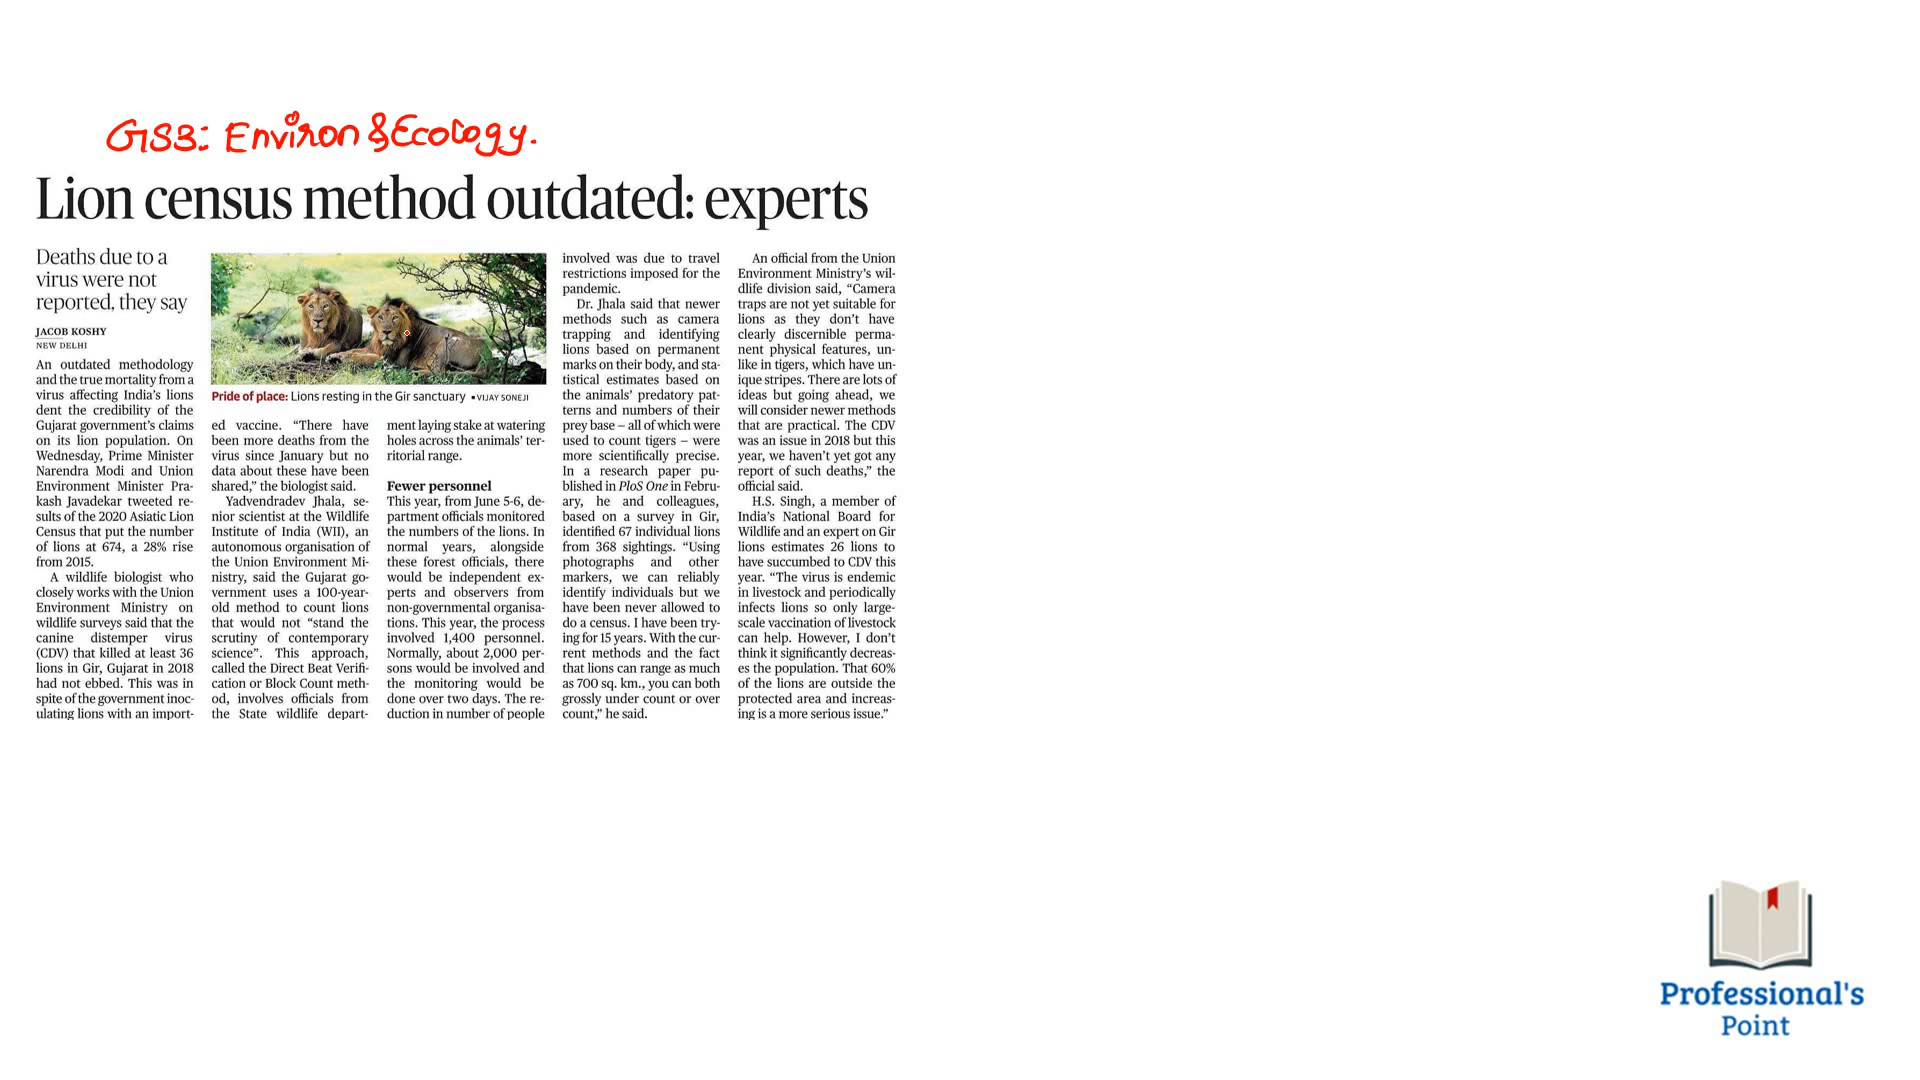 GS3: Environ & Ecology.
Lion census method outdated: experts
Deaths due to a
virus were not
reported, they say
JACOB KOSHY
NEW DELHI
An outdated methodology
and the true mortality from a
virus affecting India's lions
dent the credibility of the
Gujarat government's claims
on its lion population. On
Wednesday, Prime Minister
Narendra Modi and Union
Environment Minister Pra-
kash Javadekar tweeted re-
sults of the 2020 Asiatic Lion
Census that put the number
of lions at 674, a 28% rise
from 2015.
A wildlife biologist who
closely works with the Union
Environment Ministry on
wildlife surveys said that the
canine distemper virus
(CDV) that killed at least 36
lions in Gir, Gujarat in 2018
had not ebbed. This was in
spite of the government inoc-
ulating lions with an import-
Pride of place: Lions resting in the Gir sanctuary • VIJAY SONEJI
ed vaccine. “There have
been more deaths from the
virus since January but no
data about these have been
shared,” the biologist said.
Yadvendradev Jhala, se-
nior scientist at the Wildlife
Institute of India (WII), an
autonomous organisation of
the Union Environment Mi-
nistry, said the Gujarat go-
vernment uses a 100-year-
old method to count lions
that would not “stand the
scrutiny of contemporary
science”. This approach,
called the Direct Beat Verifi-
cation or Block Count meth-
od, involves officials from
the State wildlife depart-
ment laying stake at watering
holes across the animals’ ter-
ritorial range.
Fewer personnel
This year, from June 5-6, de-
partment officials monitored
the numbers of the lions. In
normal years, alongside
these forest officials, there
would be independent ex-
perts and observers from
non-governmental organisa-
tions. This year, the process
involved 1,400 personnel.
Normally, about 2,000 per-
sons would be involved and
the monitoring would be
done over two days. The re-
duction in number of people
involved was due to travel
restrictions imposed for the
pandemic.
Dr. Jhala said that newer
methods such as camera
trapping and identifying
lions based on permanent
marks on their body, and sta-
tistical estimates based on
the animals’ predatory pat-
terns and numbers of their
prey base – all of which were
used to count tigers – were
more scientifically precise.
In a research paper pu-
blished in PloS One in Febru-
ary, he and colleagues,
based on a survey in Gir,
identified 67 individual lions
from 368 sightings. “Using
photographs and other
markers, we can reliably
identify individuals but we
have been never allowed to
do a census. I have been try-
ing for 15 years. With the cur-
rent methods and the fact
that lions can range as much
as 700 sq. km., you can both
grossly under count or over
count,” he said.
An official from the Union
Environment Ministry's wil-
dlife division said, “Camera
traps are not yet suitable for
lions as they don’t have
clearly discernible perma-
nent physical features, un-
like in tigers, which have un-
ique stripes. There are lots of
ideas but going ahead, we
will consider newer methods
that are practical. The CDV
was an issue in 2018 but this
year, we haven’t yet got any
report of such deaths,” the
official said.
H.S. Singh, a member of
India’s National Board for
Wildlife and an expert on Gir
lions estimates 26 lions to
have succumbed to CDV this
year. “The virus is endemic
in livestock and periodically
infects lions so only large-
scale vaccination of livestock
can help. However, I don’t
think it significantly decreas-
es the population. That 60%
of the lions are outside the
protected area and increas-
ing is a more serious issue.”
Professional's
Point